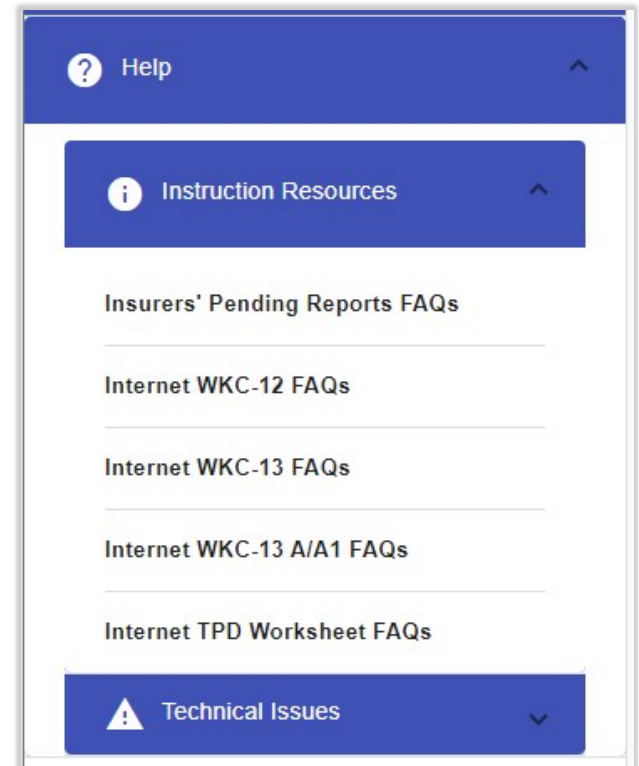 Help
Instruction Resources
Insurers' Pending Reports FAQs
Internet WKC-12 FAQs
Internet WKC-13 FAQs
Internet WKC-13 A/A1 FAQs
Internet TPD Worksheet FAQs
Technical Issues